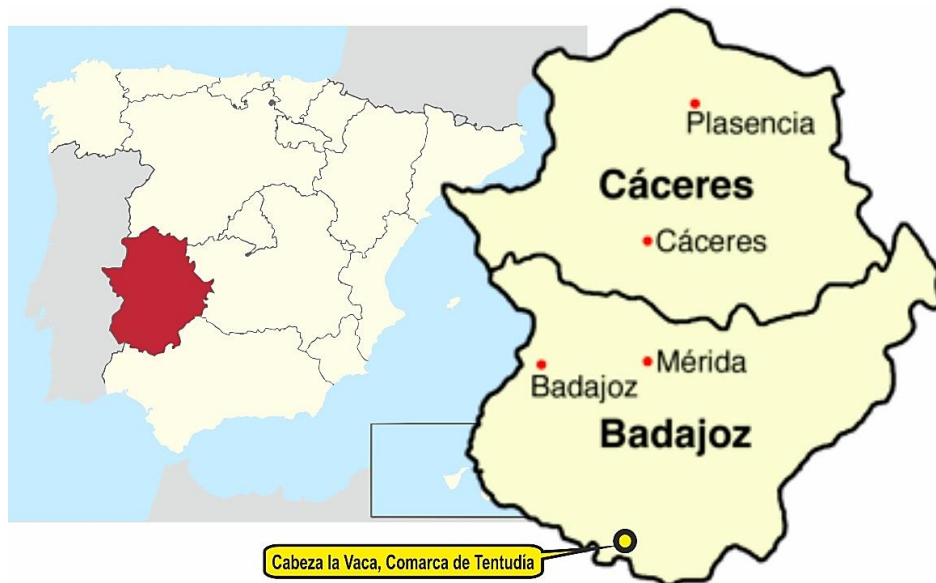 Plasencia
Cáceres
Cáceres
Mérida
Badajoz
Badajoz
Cabeza la Vaca, Comarca de Tentudía